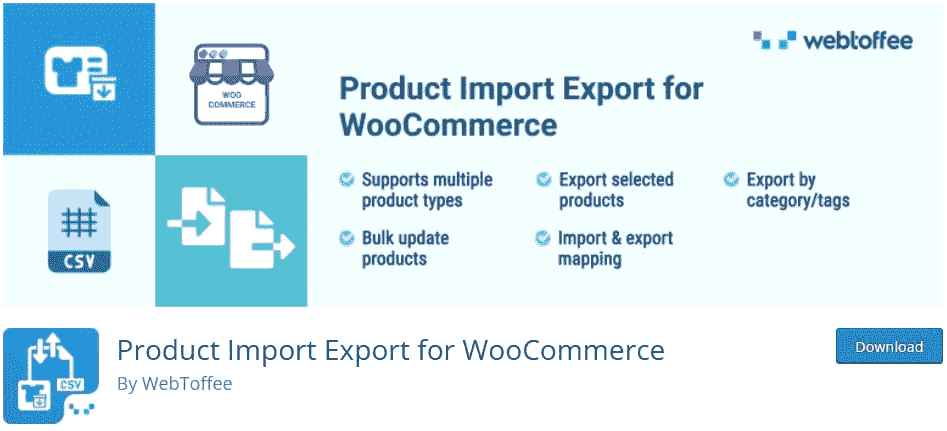 webtoffee
WOO
COMMERCE
Product Import Export for
WooCommerce
Supports multiple
product types
Export selected
products
Export by
category/tags
Bulk update
products
Import & export
mapping
CSV
Product Import Export for WooCommerce
By WebToffee
Download
CSV